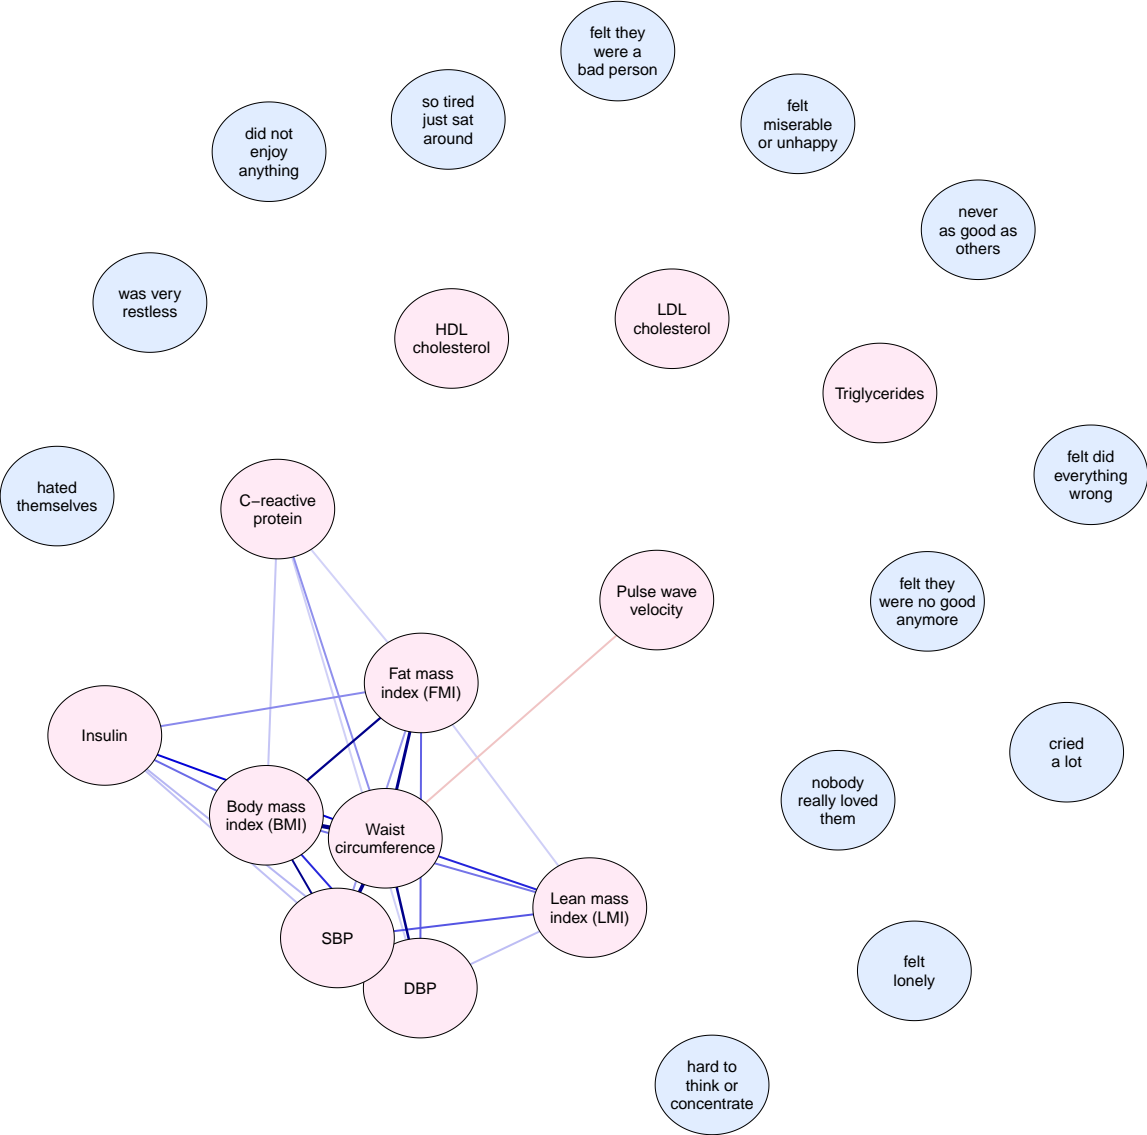 felt they
were a
bad person
so tired
just sat
around
felt
miserable
or unhappy
did not
enjoy
anything
never
as good as
others
was very
restless
HDL
cholesterol
LDL
cholesterol
Triglycerides
felt did
everything
wrong
hated
themselves
C−reactive
protein
Pulse wave
velocity
felt they
were no good
anymore
Fat mass
index (FMI)
Insulin
cried
a lot
nobody
really loved
them
Body mass
index (BMI)
Waist
circumference
Lean mass
index (LMI)
SBP
DBP
felt
lonely
hard to
think or
concentrate